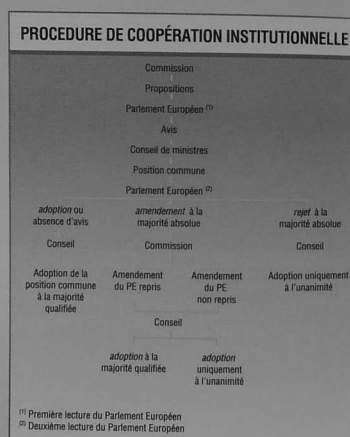 PROCEDURE DE COOPÉRATION INSTITUTIONNELLE
Commission
Propositions
Parlement Européen (1)
Avis
Conseil de ministres
Position commune
Parlement Européen (2)
adoption ou
absence d'avis
amendement à la
majorité absolue
rejet à la
majorité absolue
Conseil
Commission
Conseil
Adoption de la
position commune
à la majorité
qualifiée
Amendement
du PE repris
Amendement
du PE
non repris
Adoption uniquement
à l'unanimité
Conseil
adoption à la
majorité qualifiée
adoption
uniquement
à l'unanimité
(1) Première lecture du Parlement Européen
(2) Deuxième lecture du Parlement Européen